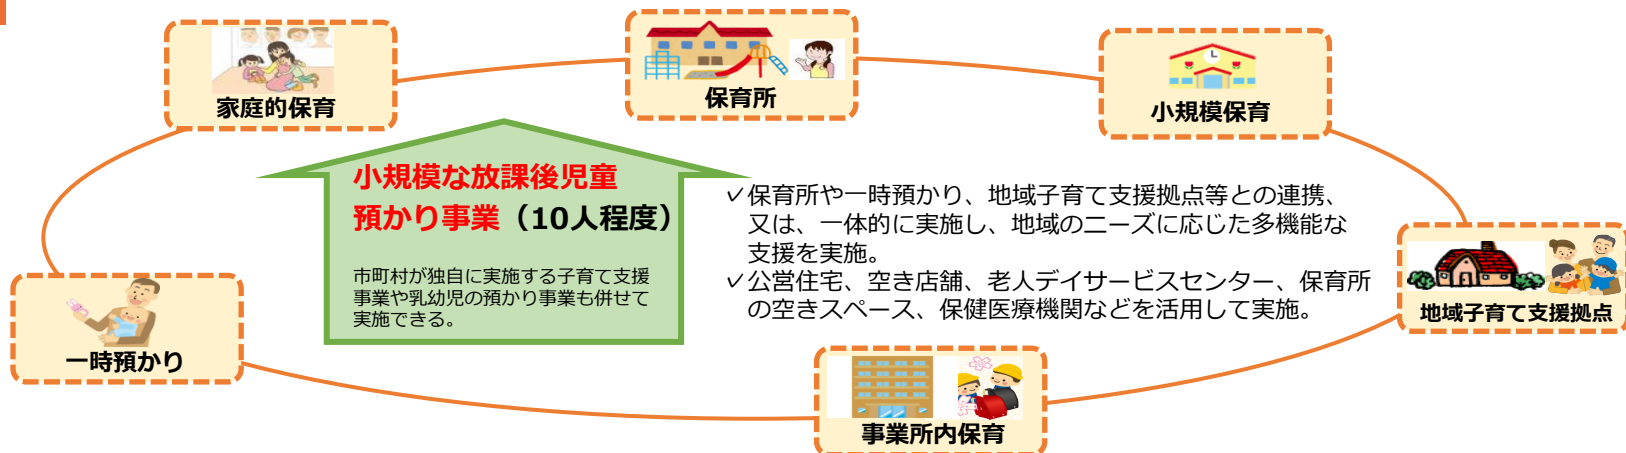 家庭的保育
保育所
小規模保育
小規模な放課後児童
預かり事業（10人程度）
市町村が独自に実施する子育て支援
事業や乳幼児の預かり事業も併せて
実施できる。
✓保育所や一時預かり、地域子育て支援拠点等との連携、
又は、一体的に実施し、地域のニーズに応じた多機能な
支援を実施。
✓公営住宅、空き店舗、老人デイサービスセンター、保育所
の空きスペース、保健医療機関などを活用して実施。
地域子育て支援拠点
一時預かり
事業所内保育